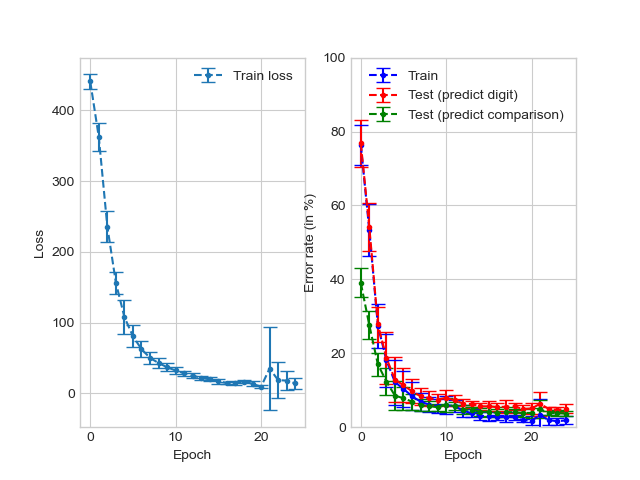 Train loss
400
300
200
100
0
0 10 20
Loss
Epoch
Train
Test (predict digit)
Test (predict comparison)
100
80
60
40
20
0
0 10 20
Error rate (in %)
Epoch